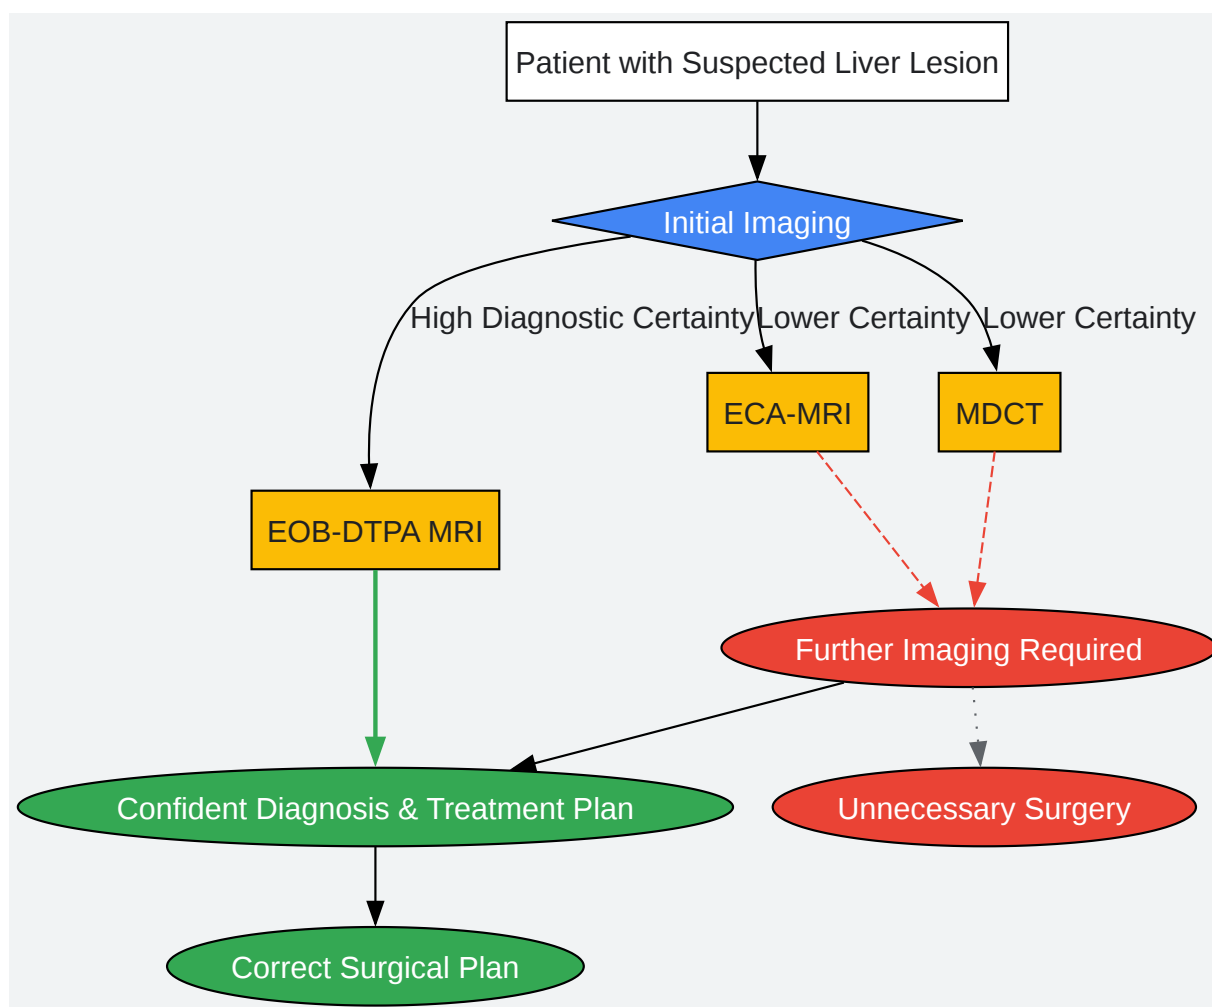 Patient with Suspected Liver Lesion
Initial Imaging
High Diagnostic Certainty
Lower Certainty
Lower Certainty
ECA-MRI
MDCT
EOB-DTPA MRI
Further Imaging Required
Confident Diagnosis & Treatment Plan
Unnecessary Surgery
Correct Surgical Plan